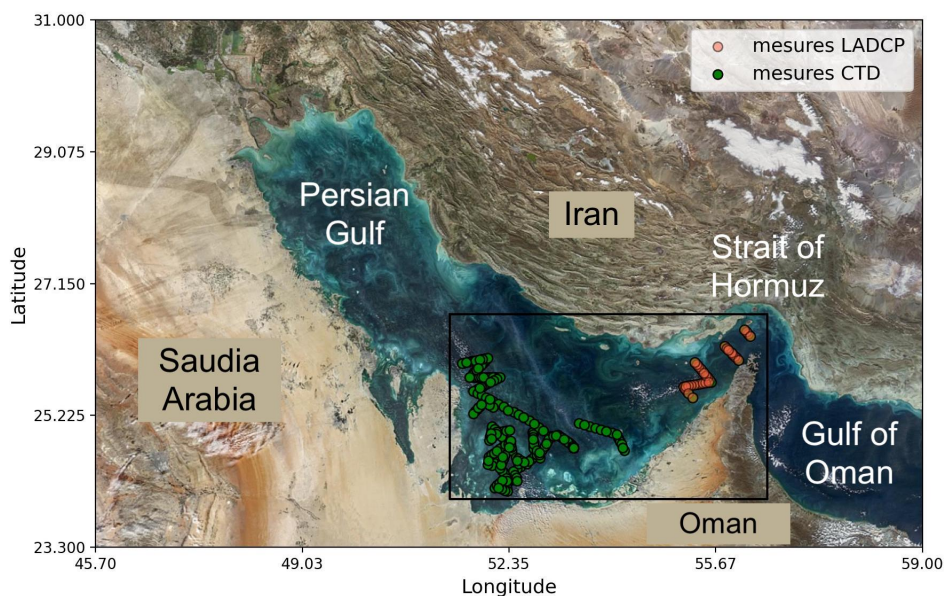 31.000
mesures LADCP
mesures CTD
29.075
Persian
Gulf
Iran
Strait of
Hormuz
Latitude
27.150
Saudia
Arabia
25.225
Gulf of
Oman
Oman
23.300
45.70
49.03
52.35
55.67
59.00
Longitude